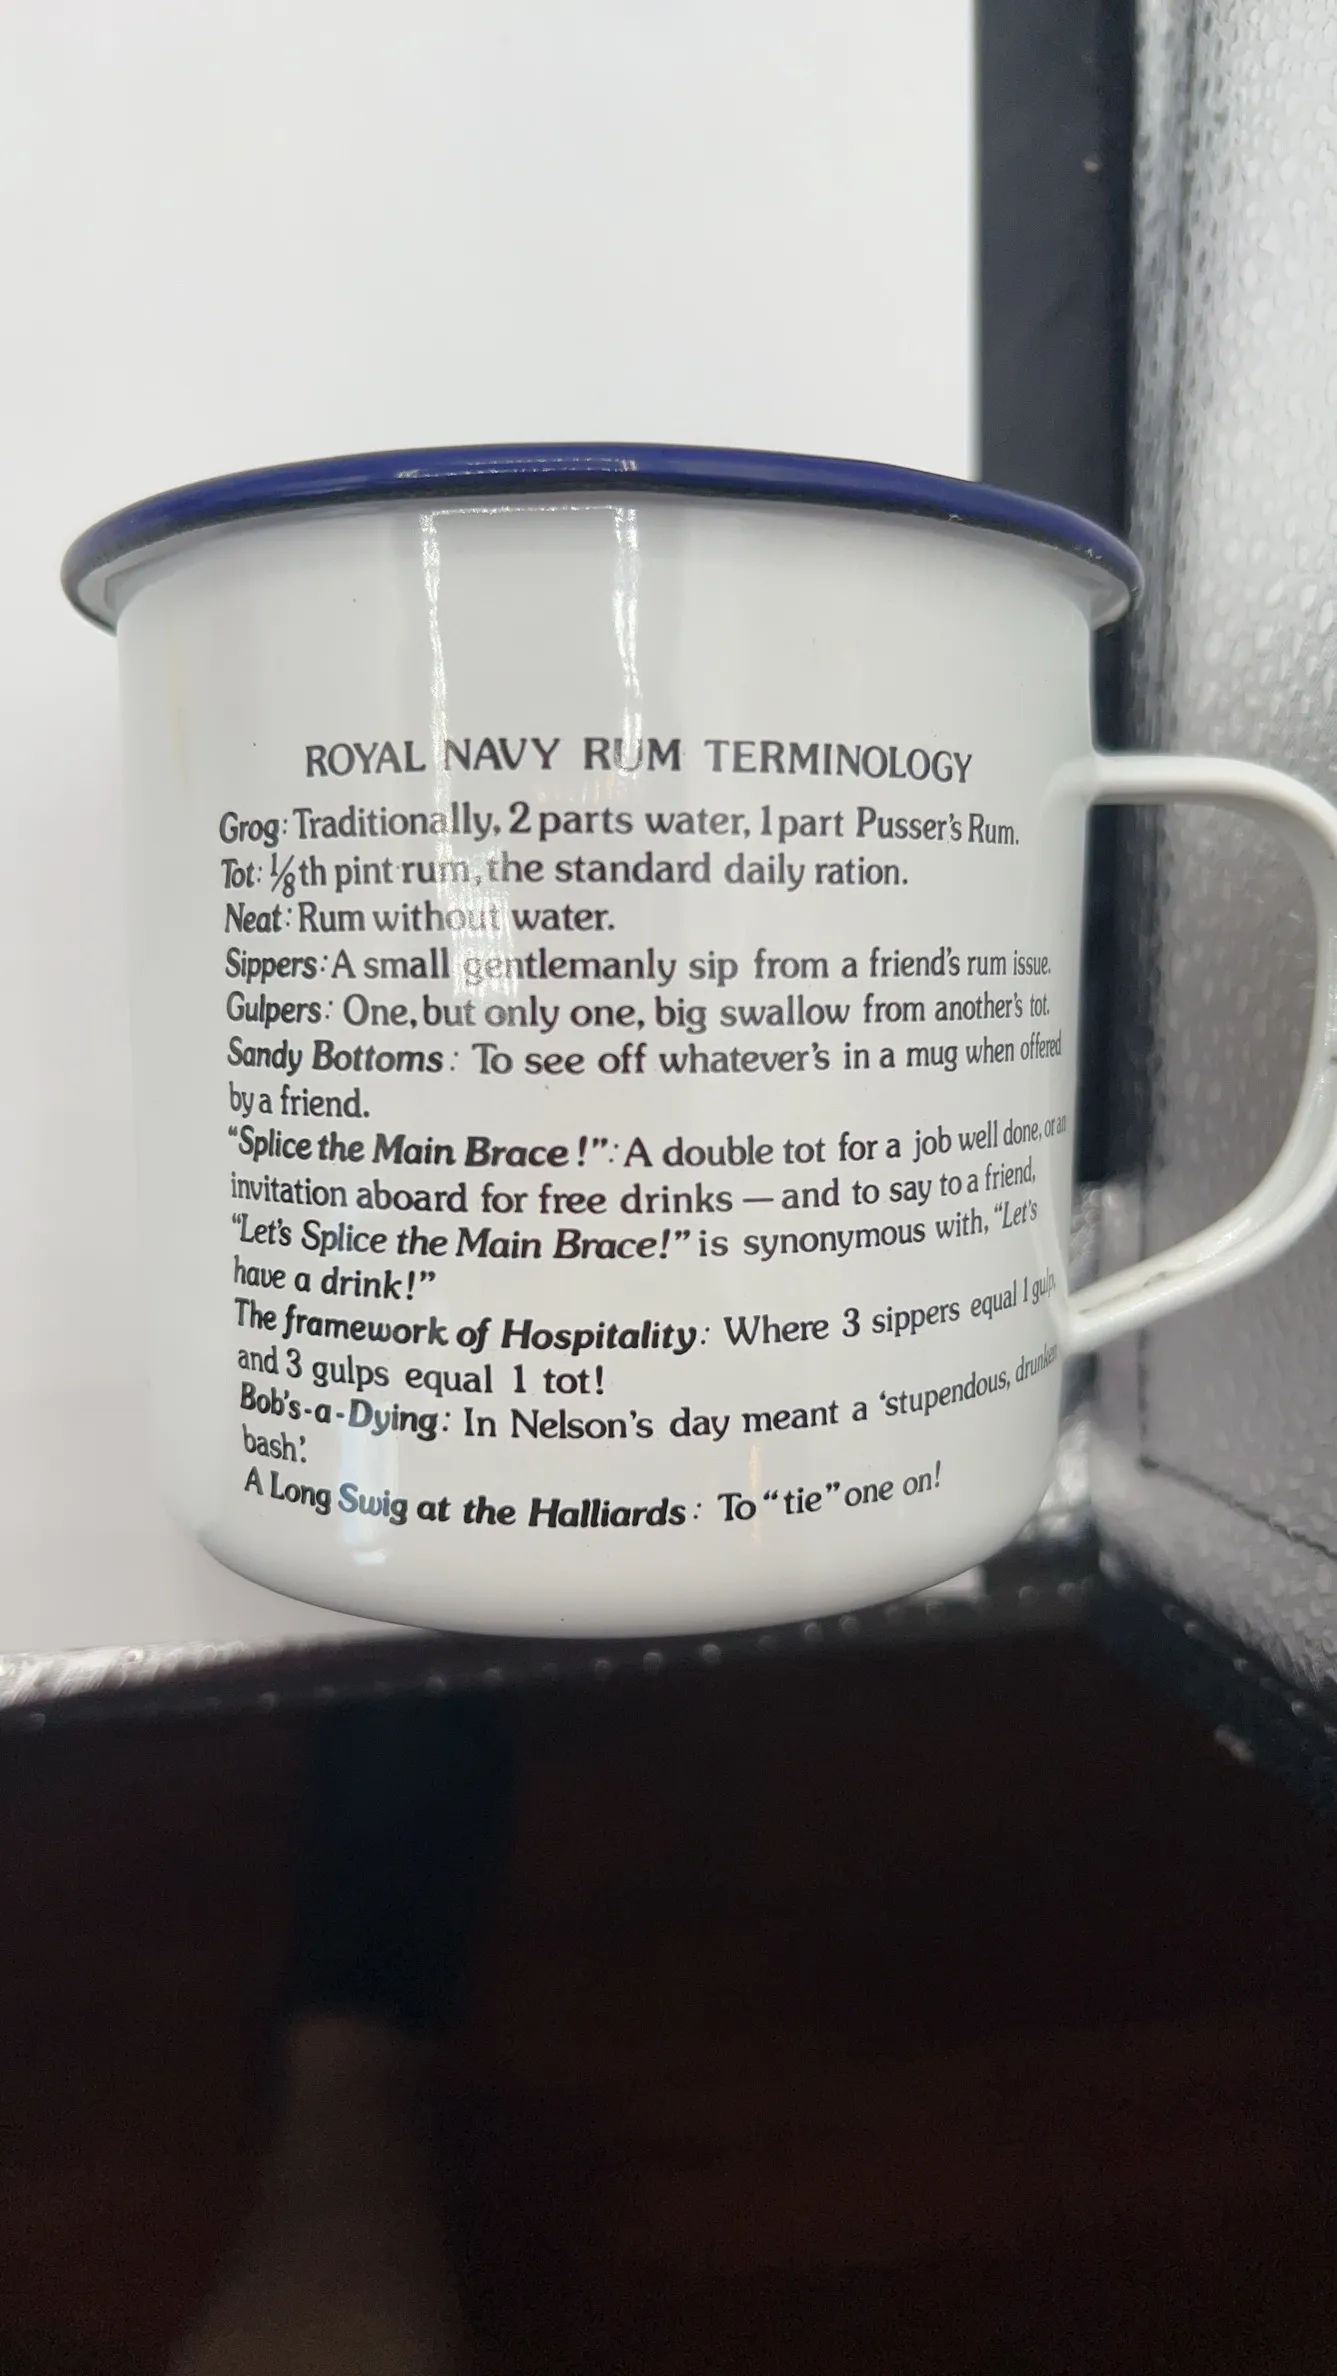 ROYAL NAVY RUM TERMINOLOGY
Grog: Traditionally, 2 parts water, 1 part Pusser's Rum.
Tot: ⅛th pint rum, the standard daily ration.
Neat: Rum without water.
Sippers: A small gentlemanly sip from a friend's rum issue.
Gulpers: One, but only one, big swallow from another's tot.
Sandy Bottoms: To see off whatever's in a mug when offered
by a friend.
"Splice the Main Brace!": A double tot for a job well done, or an
invitation aboard for free drinks — and to say to a friend,
"Let's Splice the Main Brace!" is synonymous with, "Let's
have a drink!"
The framework of Hospitality: Where 3 sippers equal 1 gulp,
and 3 gulps equal 1 tot!
Bob's-a-Dying: In Nelson's day meant a 'stupendous, drunken
bash'.
A Long Swig at the Halliards: To "tie" one on!